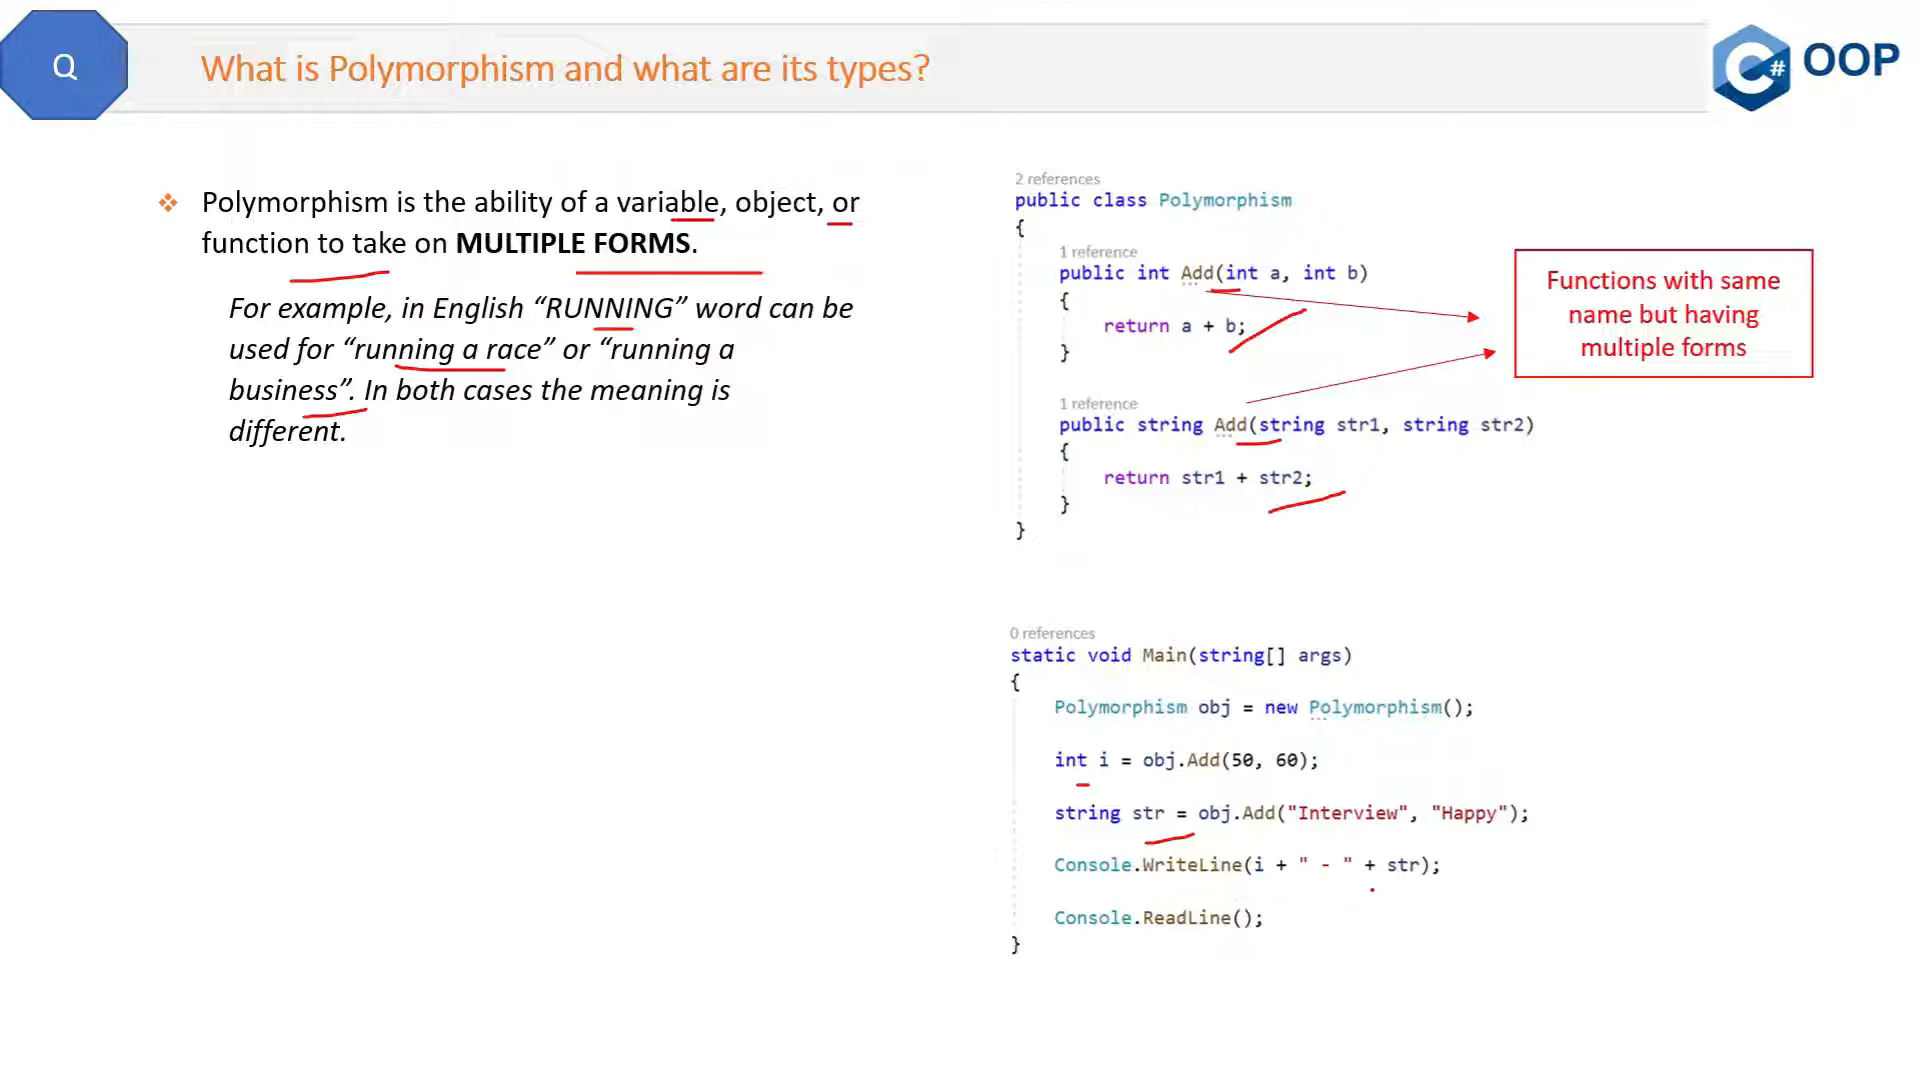 Q
What is Polymorphism and what are its types?
C# OOP
❖ Polymorphism is the ability of a variable, object, or
function to take on MULTIPLE FORMS.
For example, in English “RUNNING” word can be
used for “running a race” or “running a
business”. In both cases the meaning is
different.
2 references
public class Polymorphism
{
1 reference
public int Add(int a, int b)
{
return a + b;
}
1 reference
public string Add(string str1, string str2)
{
return str1 + str2;
}
}
Functions with same
name but having
multiple forms
0 references
static void Main(string[] args)
{
Polymorphism obj = new Polymorphism();
int i = obj.Add(50, 60);
string str = obj.Add("Interview", "Happy");
Console.WriteLine(i + " - " + str);
Console.ReadLine();
}